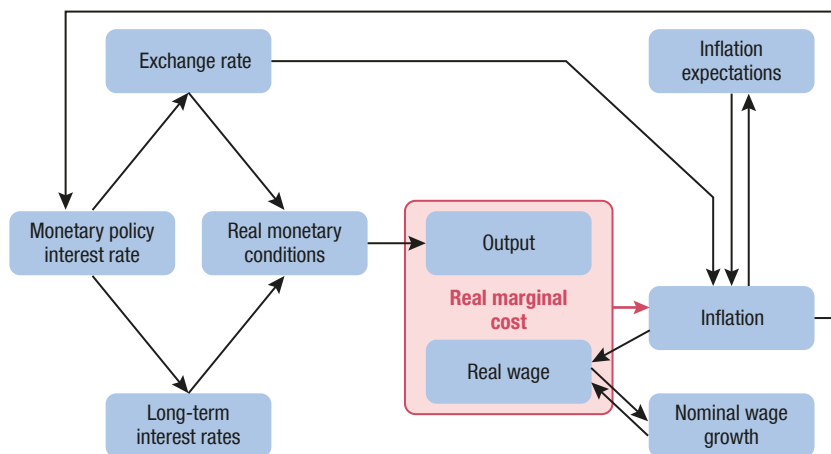 Exchange rate
Inflation
expectations
Monetary policy
interest rate
Real monetary
conditions
Output
Real marginal
cost
Inflation
Real wage
Long-term
interest rates
Nominal wage
growth